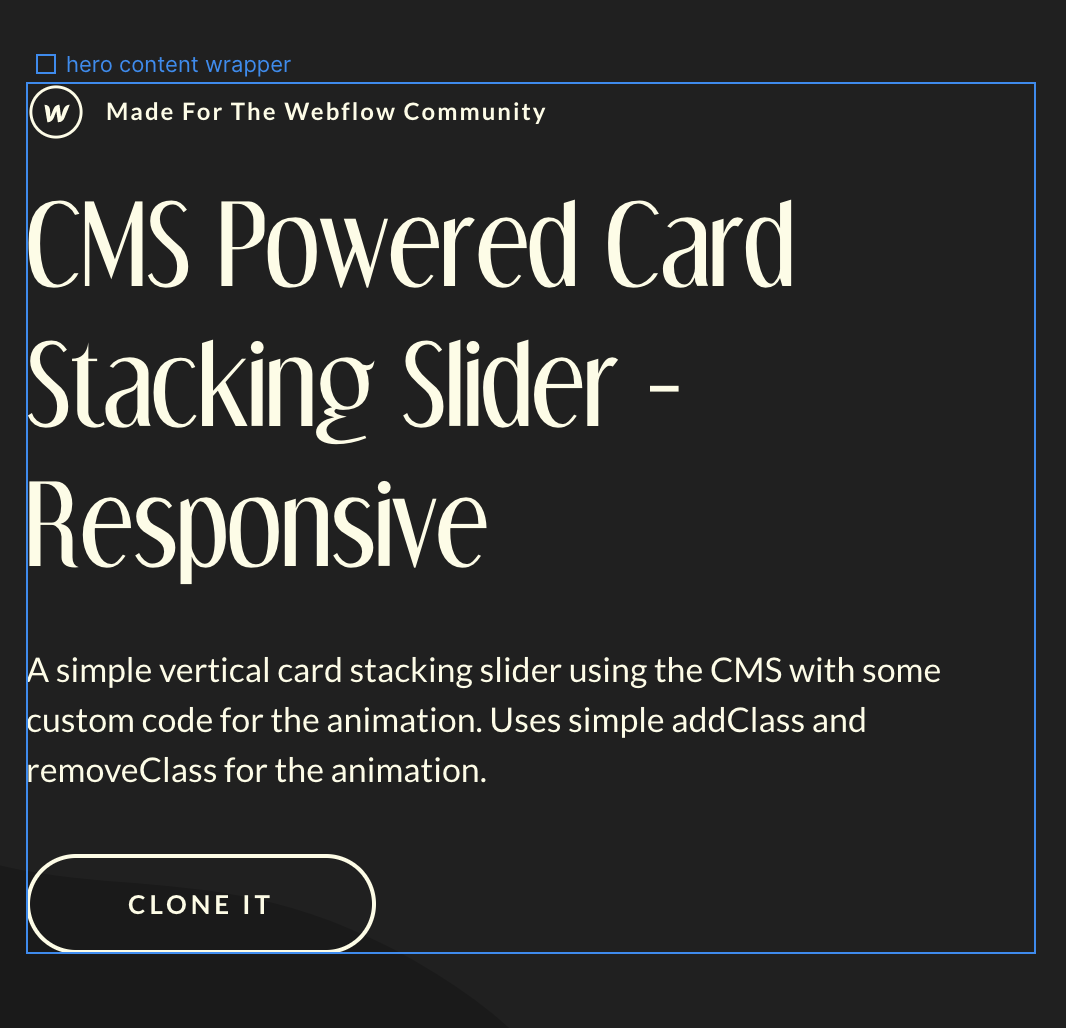 hero content wrapper
W Made For The Webflow Community
CMS Powered Card
Stacking Slider -
Responsive
A simple vertical card stacking slider using the CMS with some
custom code for the animation. Uses simple addClass and
removeClass for the animation.
CLONE IT